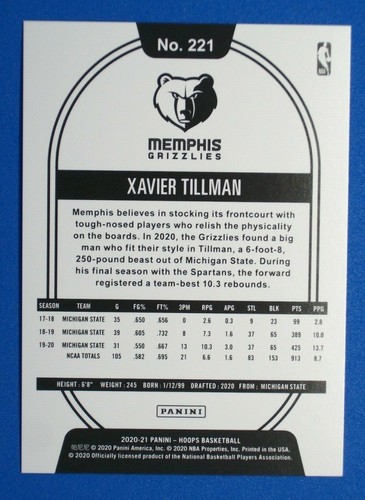 No. 221
MEMPHIS
GRIZZLIES
XAVIER TILLMAN
Memphis believes in stocking its frontcourt with
tough-nosed players who relish the physicality
on the boards. In 2020, the Grizzlies found a big
man who fit their style in Tillman, a 6-foot-8,
250-pound beast out of Michigan State. During
his final season with the Spartans, the forward
registered a team-best 10.3 rebounds.
SEASON TEAM G FG% FT% 3PM RPG APG STL BLK PTS PPG
17-18 MICHIGAN STATE 35 .650 .656 0 2.6 0.3 9 23 99 2.8
18-19 MICHIGAN STATE 39 .605 .732 8 7.3 1.6 37 65 389 10.0
19-20 MICHIGAN STATE 31 .550 .667 13 10.3 3.0 37 65 425 13.7
NCAA TOTALS 105 .582 .695 21 6.6 1.6 83 153 913 8.7
HEIGHT: 6'8" WEIGHT: 245 BORN: 1/12/99 DRAFTED: 2020 FROM: MICHIGAN STATE
PANINI
2020-21 PANINI - HOOPS BASKETBALL
帕尼尼 © 2020 Panini America, Inc. © 2020 NBA Properties, Inc. Printed in the USA.
© 2020 Officially licensed product of the National Basketball Players Association.